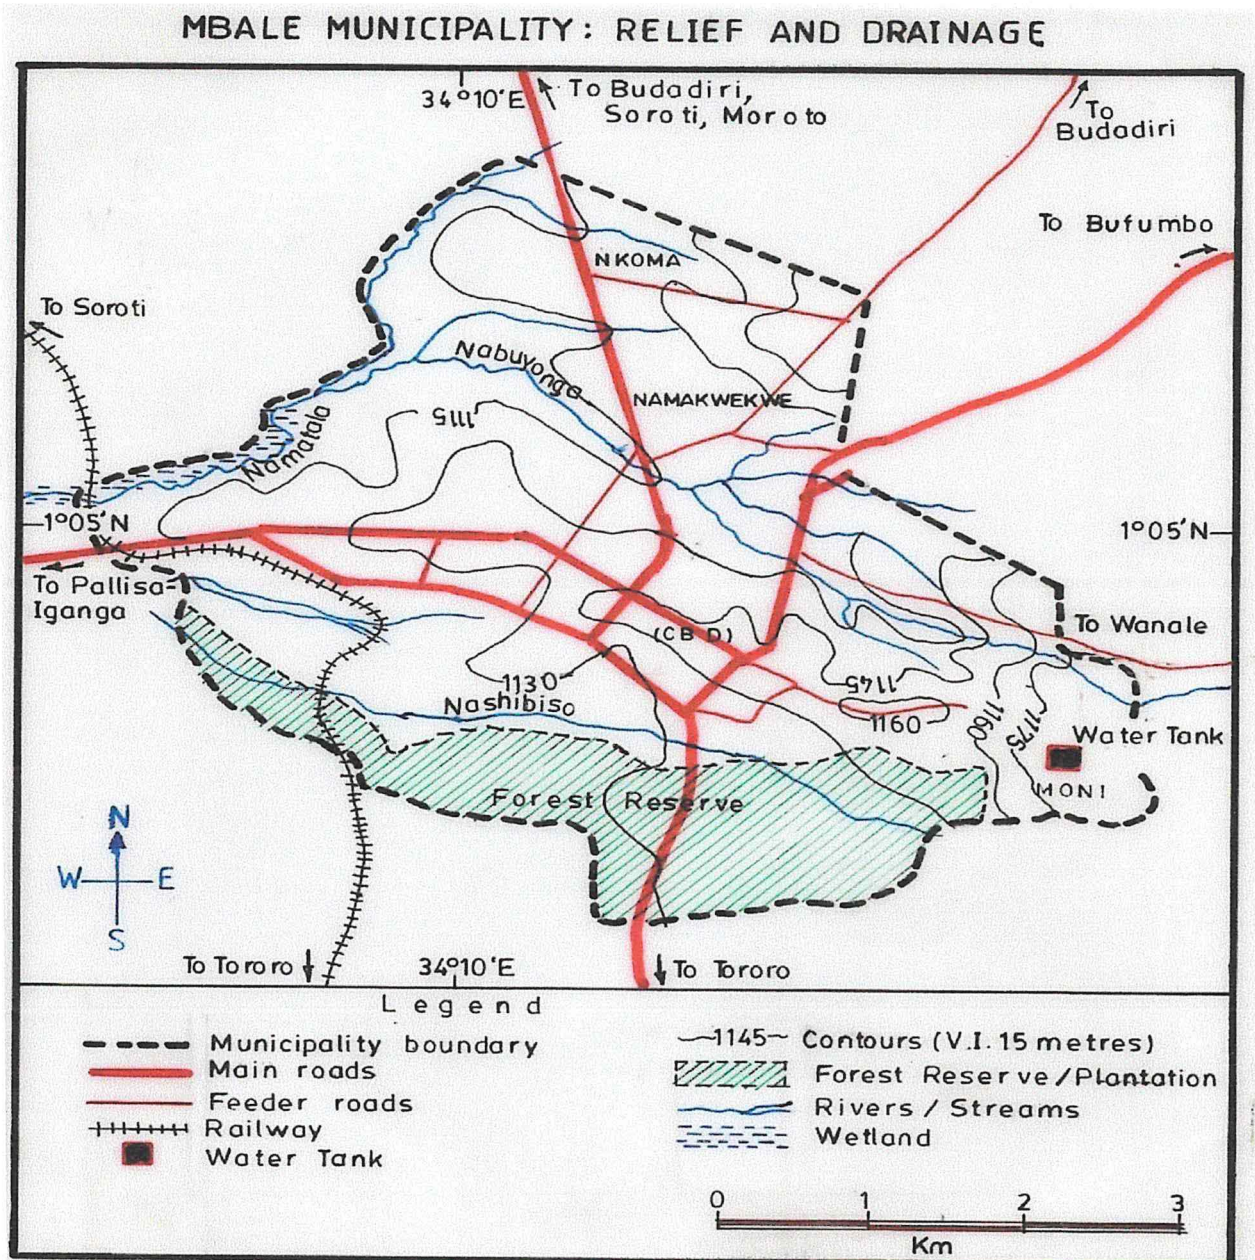 MBALE MUNICIPALITY: RELIEF AND DRAINAGE
34°10'E
To Budadiri,
Soroti, Moroto
To
Budadiri
To Bufumbo
NKOMA
To Soroti
Nabuyonga
NAMAKWEKWE
1115
Namatala
1°05'N
1°05'N
To Pallisa-
Iganga
(CBD)
To Wanale
1130
1145
Nashibiso
1160
1160
1175
Water Tank
MONI
Forest Reserve
N
W E
S
To Tororo
34°10'E
To Tororo
Legend
Municipality boundary
Main roads
Feeder roads
Railway
Water Tank
1145 Contours (V.I. 15 metres)
Forest Reserve/Plantation
Rivers / Streams
Wetland
0 1 2 3
Km